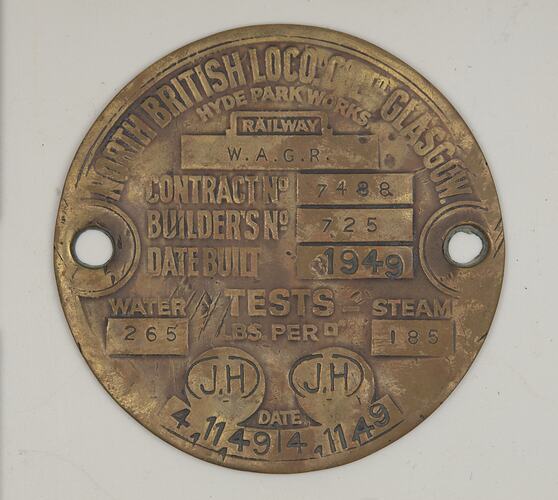 NORTH BRITISH LOCO. Co. LTD GLASGOW.
HYDE PARK WORKS
RAILWAY
W.A.G.R.
CONTRACT No 7488
BUILDER'S No 725
DATE BUILT 1949
WATER TESTS STEAM
265 LBS PER □" 185
J.H J.H
DATE
4.11.49 4.11.49